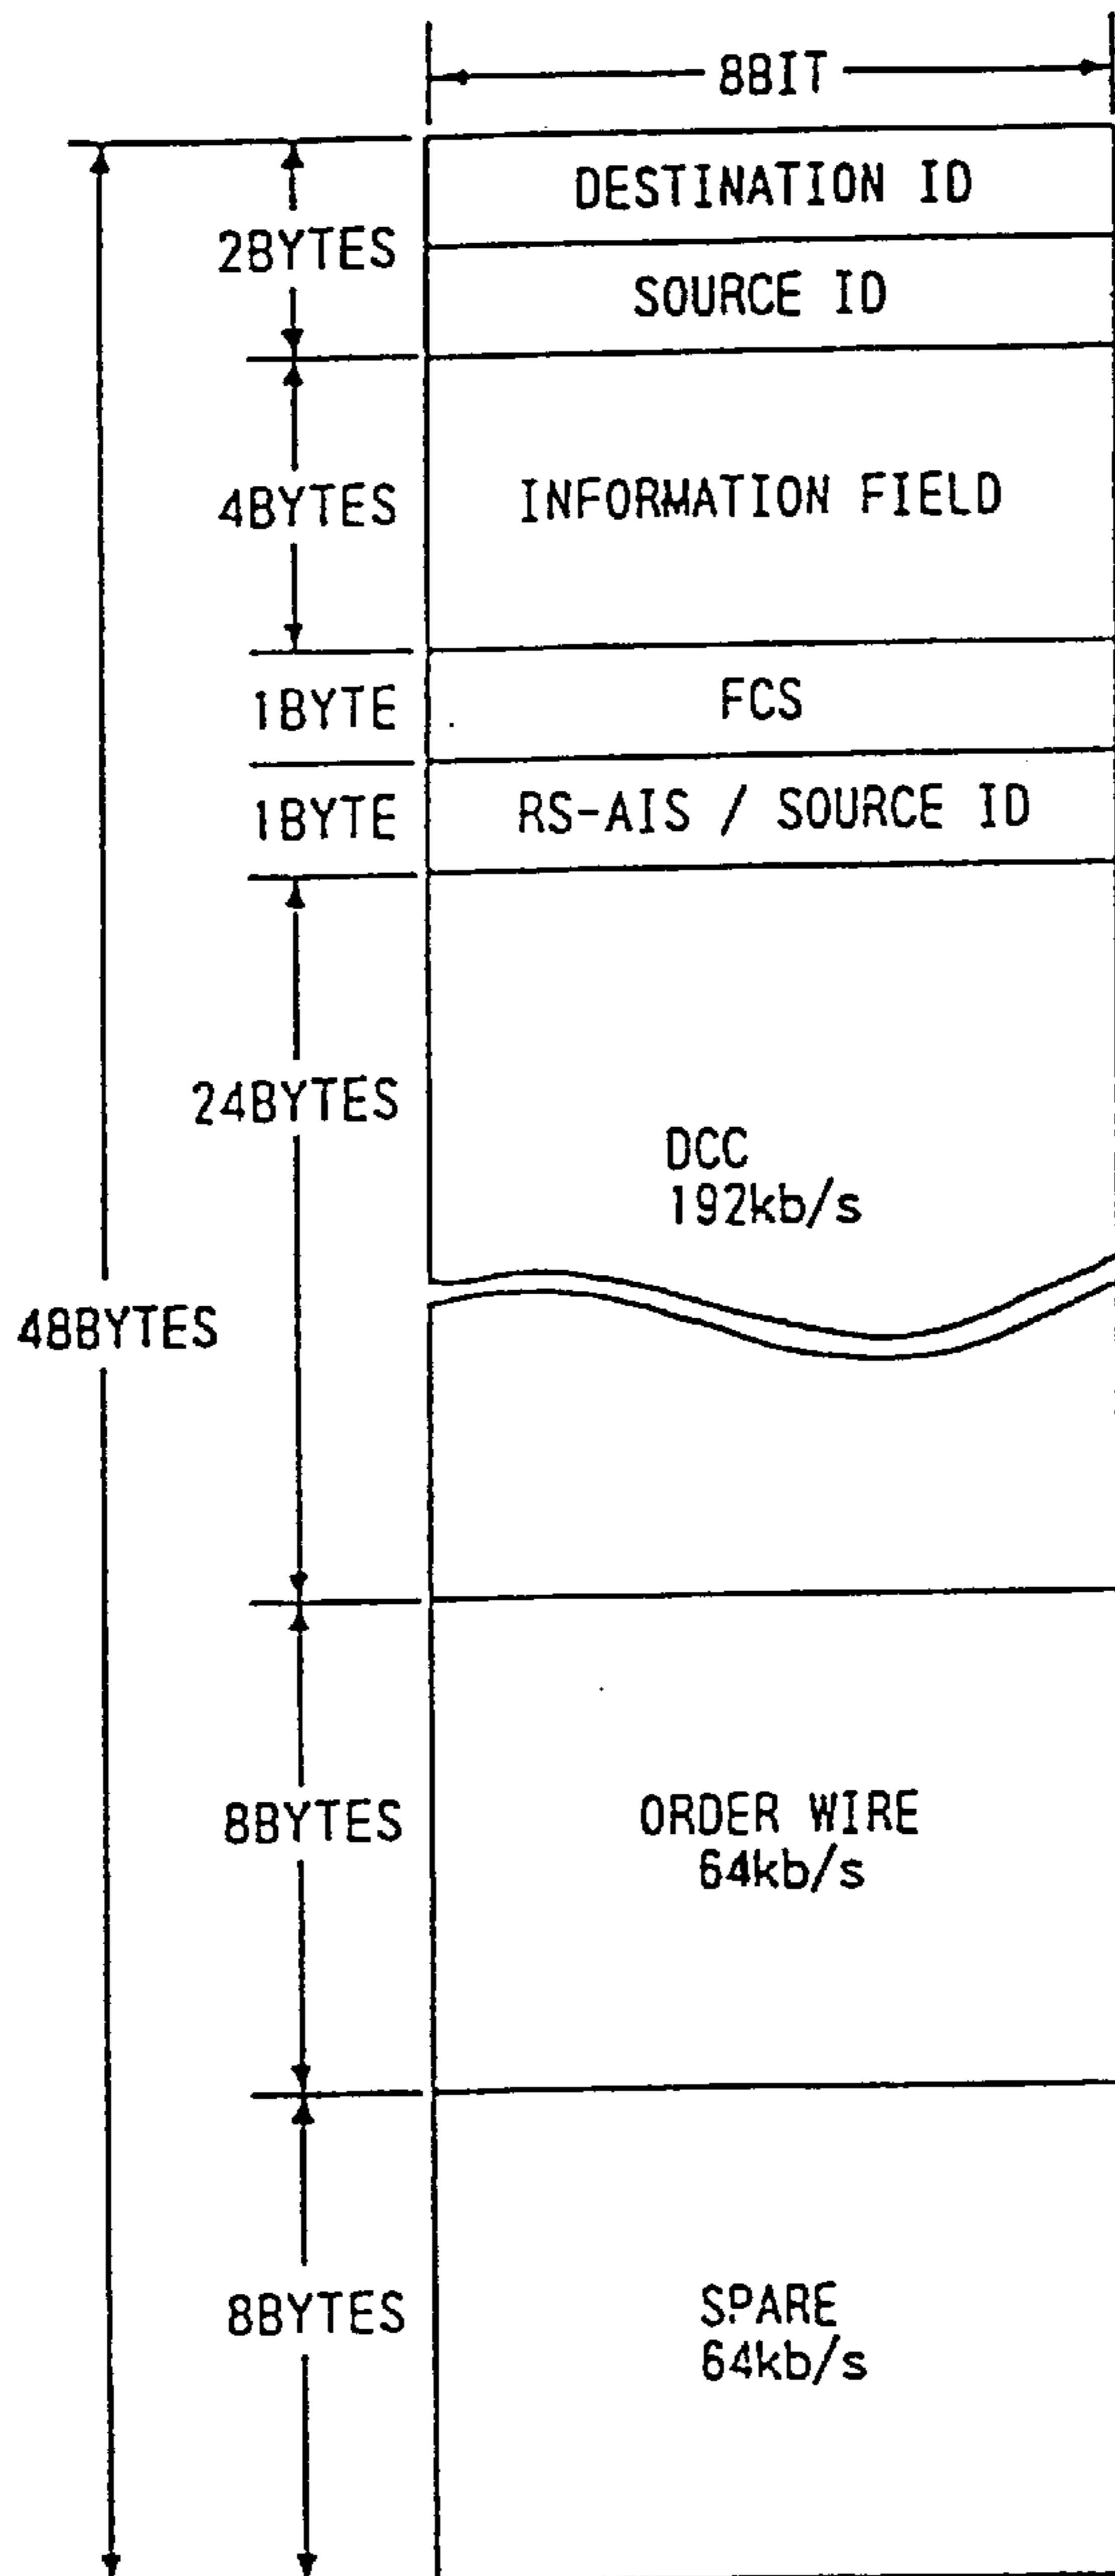 8BIT
DESTINATION ID
2BYTES
SOURCE ID
4BYTES
INFORMATION FIELD
1BYTE
FCS
1BYTE
RS-AIS / SOURCE ID
24BYTES
DCC
192kb/s
48BYTES
8BYTES
ORDER WIRE
64kb/s
8BYTES
SPARE
64kb/s